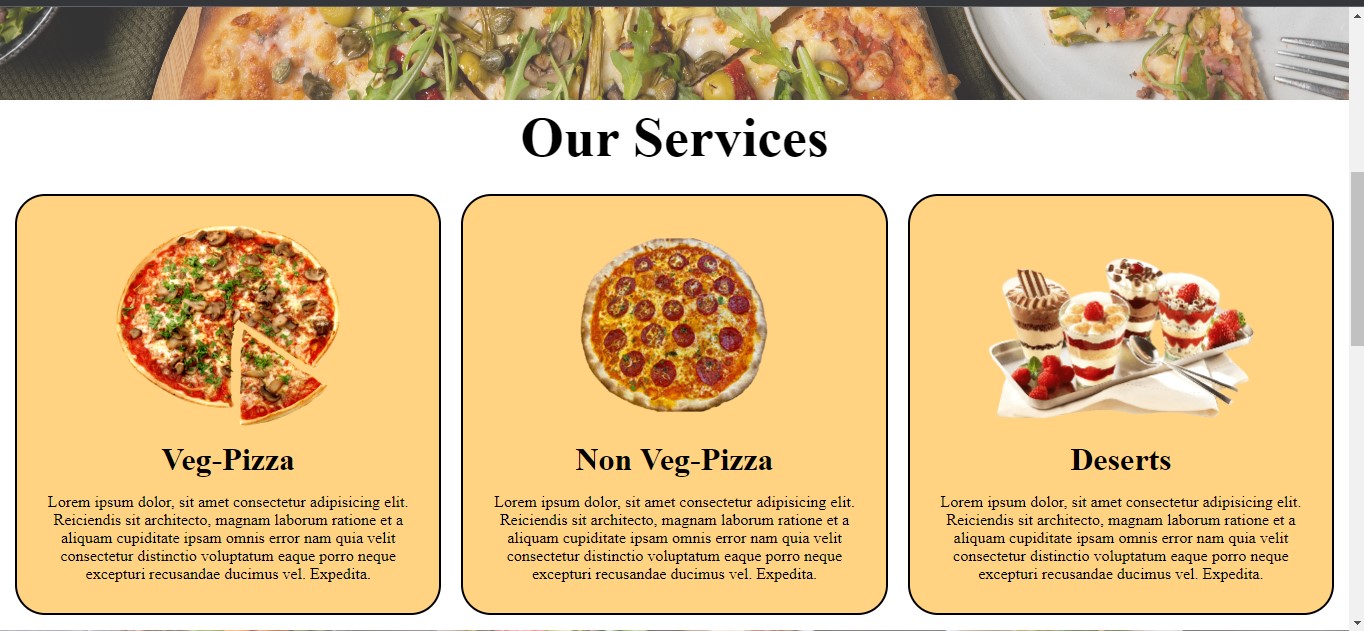 Our Services
Veg-Pizza
Lorem ipsum dolor, sit amet consectetur adipisicing elit.
Reiciendis sit architecto, magnam laborum ratione et a
aliquam cupiditate ipsam omnis error nam quia velit
consectetur distinctio voluptatum eaque porro neque
excepturi recusandae ducimus vel. Expedita.
Non Veg-Pizza
Lorem ipsum dolor, sit amet consectetur adipisicing elit.
Reiciendis sit architecto, magnam laborum ratione et a
aliquam cupiditate ipsam omnis error nam quia velit
consectetur distinctio voluptatum eaque porro neque
excepturi recusandae ducimus vel. Expedita.
Deserts
Lorem ipsum dolor, sit amet consectetur adipisicing elit.
Reiciendis sit architecto, magnam laborum ratione et a
aliquam cupiditate ipsam omnis error nam quia velit
consectetur distinctio voluptatum eaque porro neque
excepturi recusandae ducimus vel. Expedita.